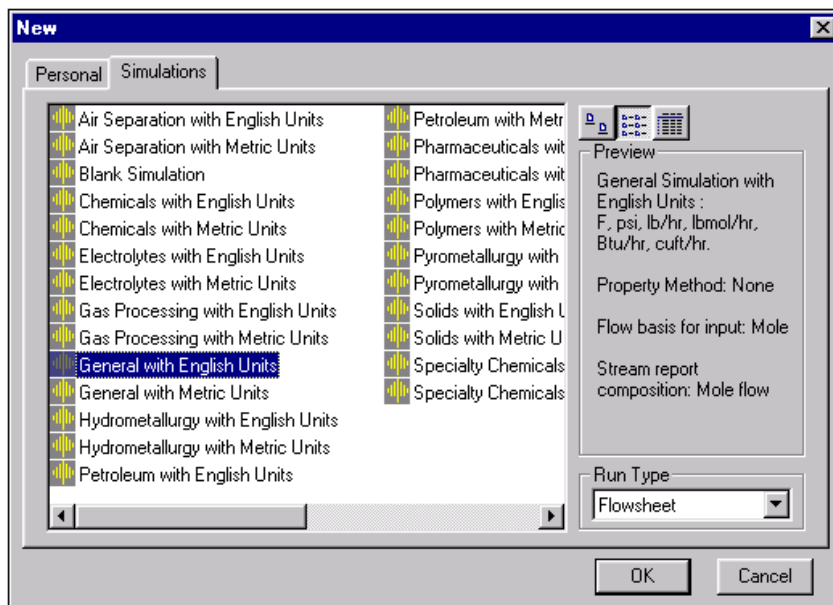 New
Personal
Simulations
Air Separation with English Units
Air Separation with Metric Units
Blank Simulation
Chemicals with English Units
Chemicals with Metric Units
Electrolytes with English Units
Electrolytes with Metric Units
Gas Processing with English Units
Gas Processing with Metric Units
General with English Units
General with Metric Units
Hydrometallurgy with English Units
Hydrometallurgy with Metric Units
Petroleum with English Units
Petroleum with Metr
Pharmaceuticals wit
Pharmaceuticals wit
Polymers with Englis
Polymers with Metric
Pyrometallurgy with
Pyrometallurgy with
Solids with English U
Solids with Metric U
Specialty Chemicals
Specialty Chemicals
Preview
General Simulation with
English Units :
F, psi, lb/hr, lbmol/hr,
Btu/hr, cuft/hr.
Property Method: None
Flow basis for input: Mole
Stream report
composition: Mole flow
Run Type
Flowsheet
OK
Cancel